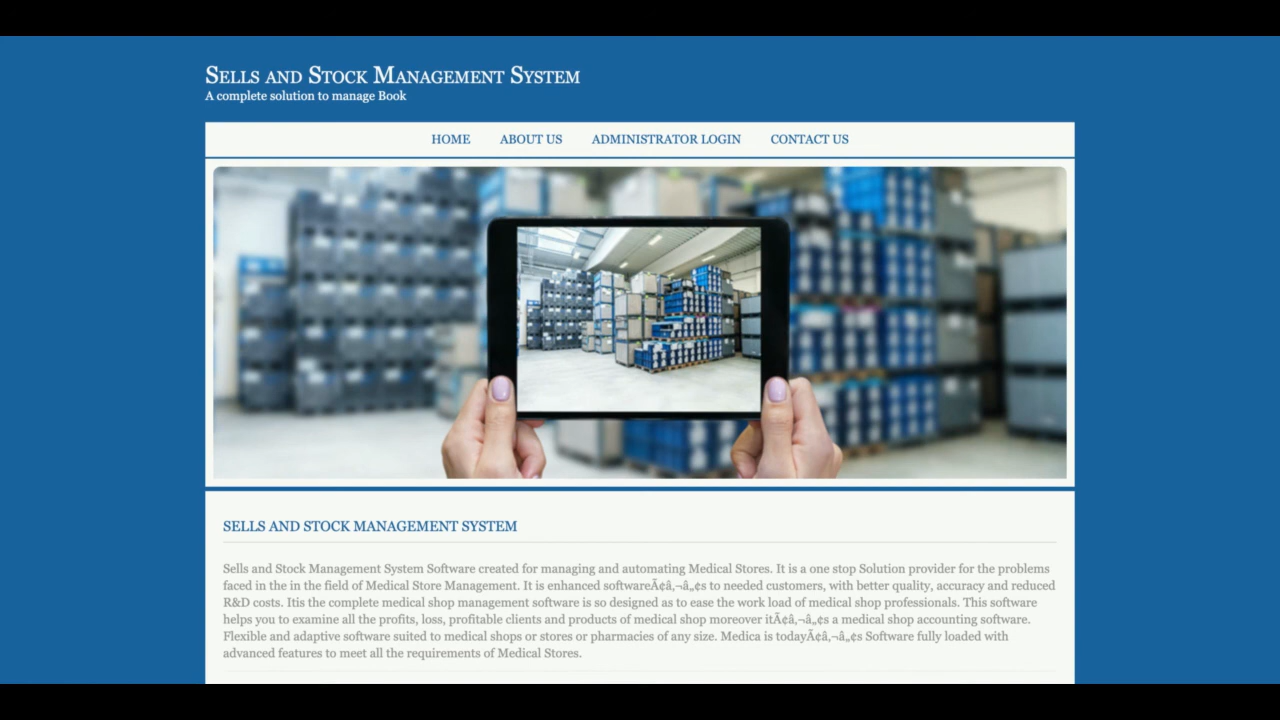 Sells and Stock Management System
A complete solution to manage Book
HOME ABOUT US ADMINISTRATOR LOGIN CONTACT US
SELLS AND STOCK MANAGEMENT SYSTEM
Sells and Stock Management System Software created for managing and automating Medical Stores. It is a one stop Solution provider for the problems
faced in the in the field of Medical Store Management. It is enhanced softwareÃ¢â‚¬â„¢s to needed customers, with better quality, accuracy and reduced
R&D costs. Itis the complete medical shop management software is so designed as to ease the work load of medical shop professionals. This software
helps you to examine all the profits, loss, profitable clients and products of medical shop moreover itÃ¢â‚¬â„¢s a medical shop accounting software.
Flexible and adaptive software suited to medical shops or stores or pharmacies of any size. Medica is todayÃ¢â‚¬â„¢s Software fully loaded with
advanced features to meet all the requirements of Medical Stores.